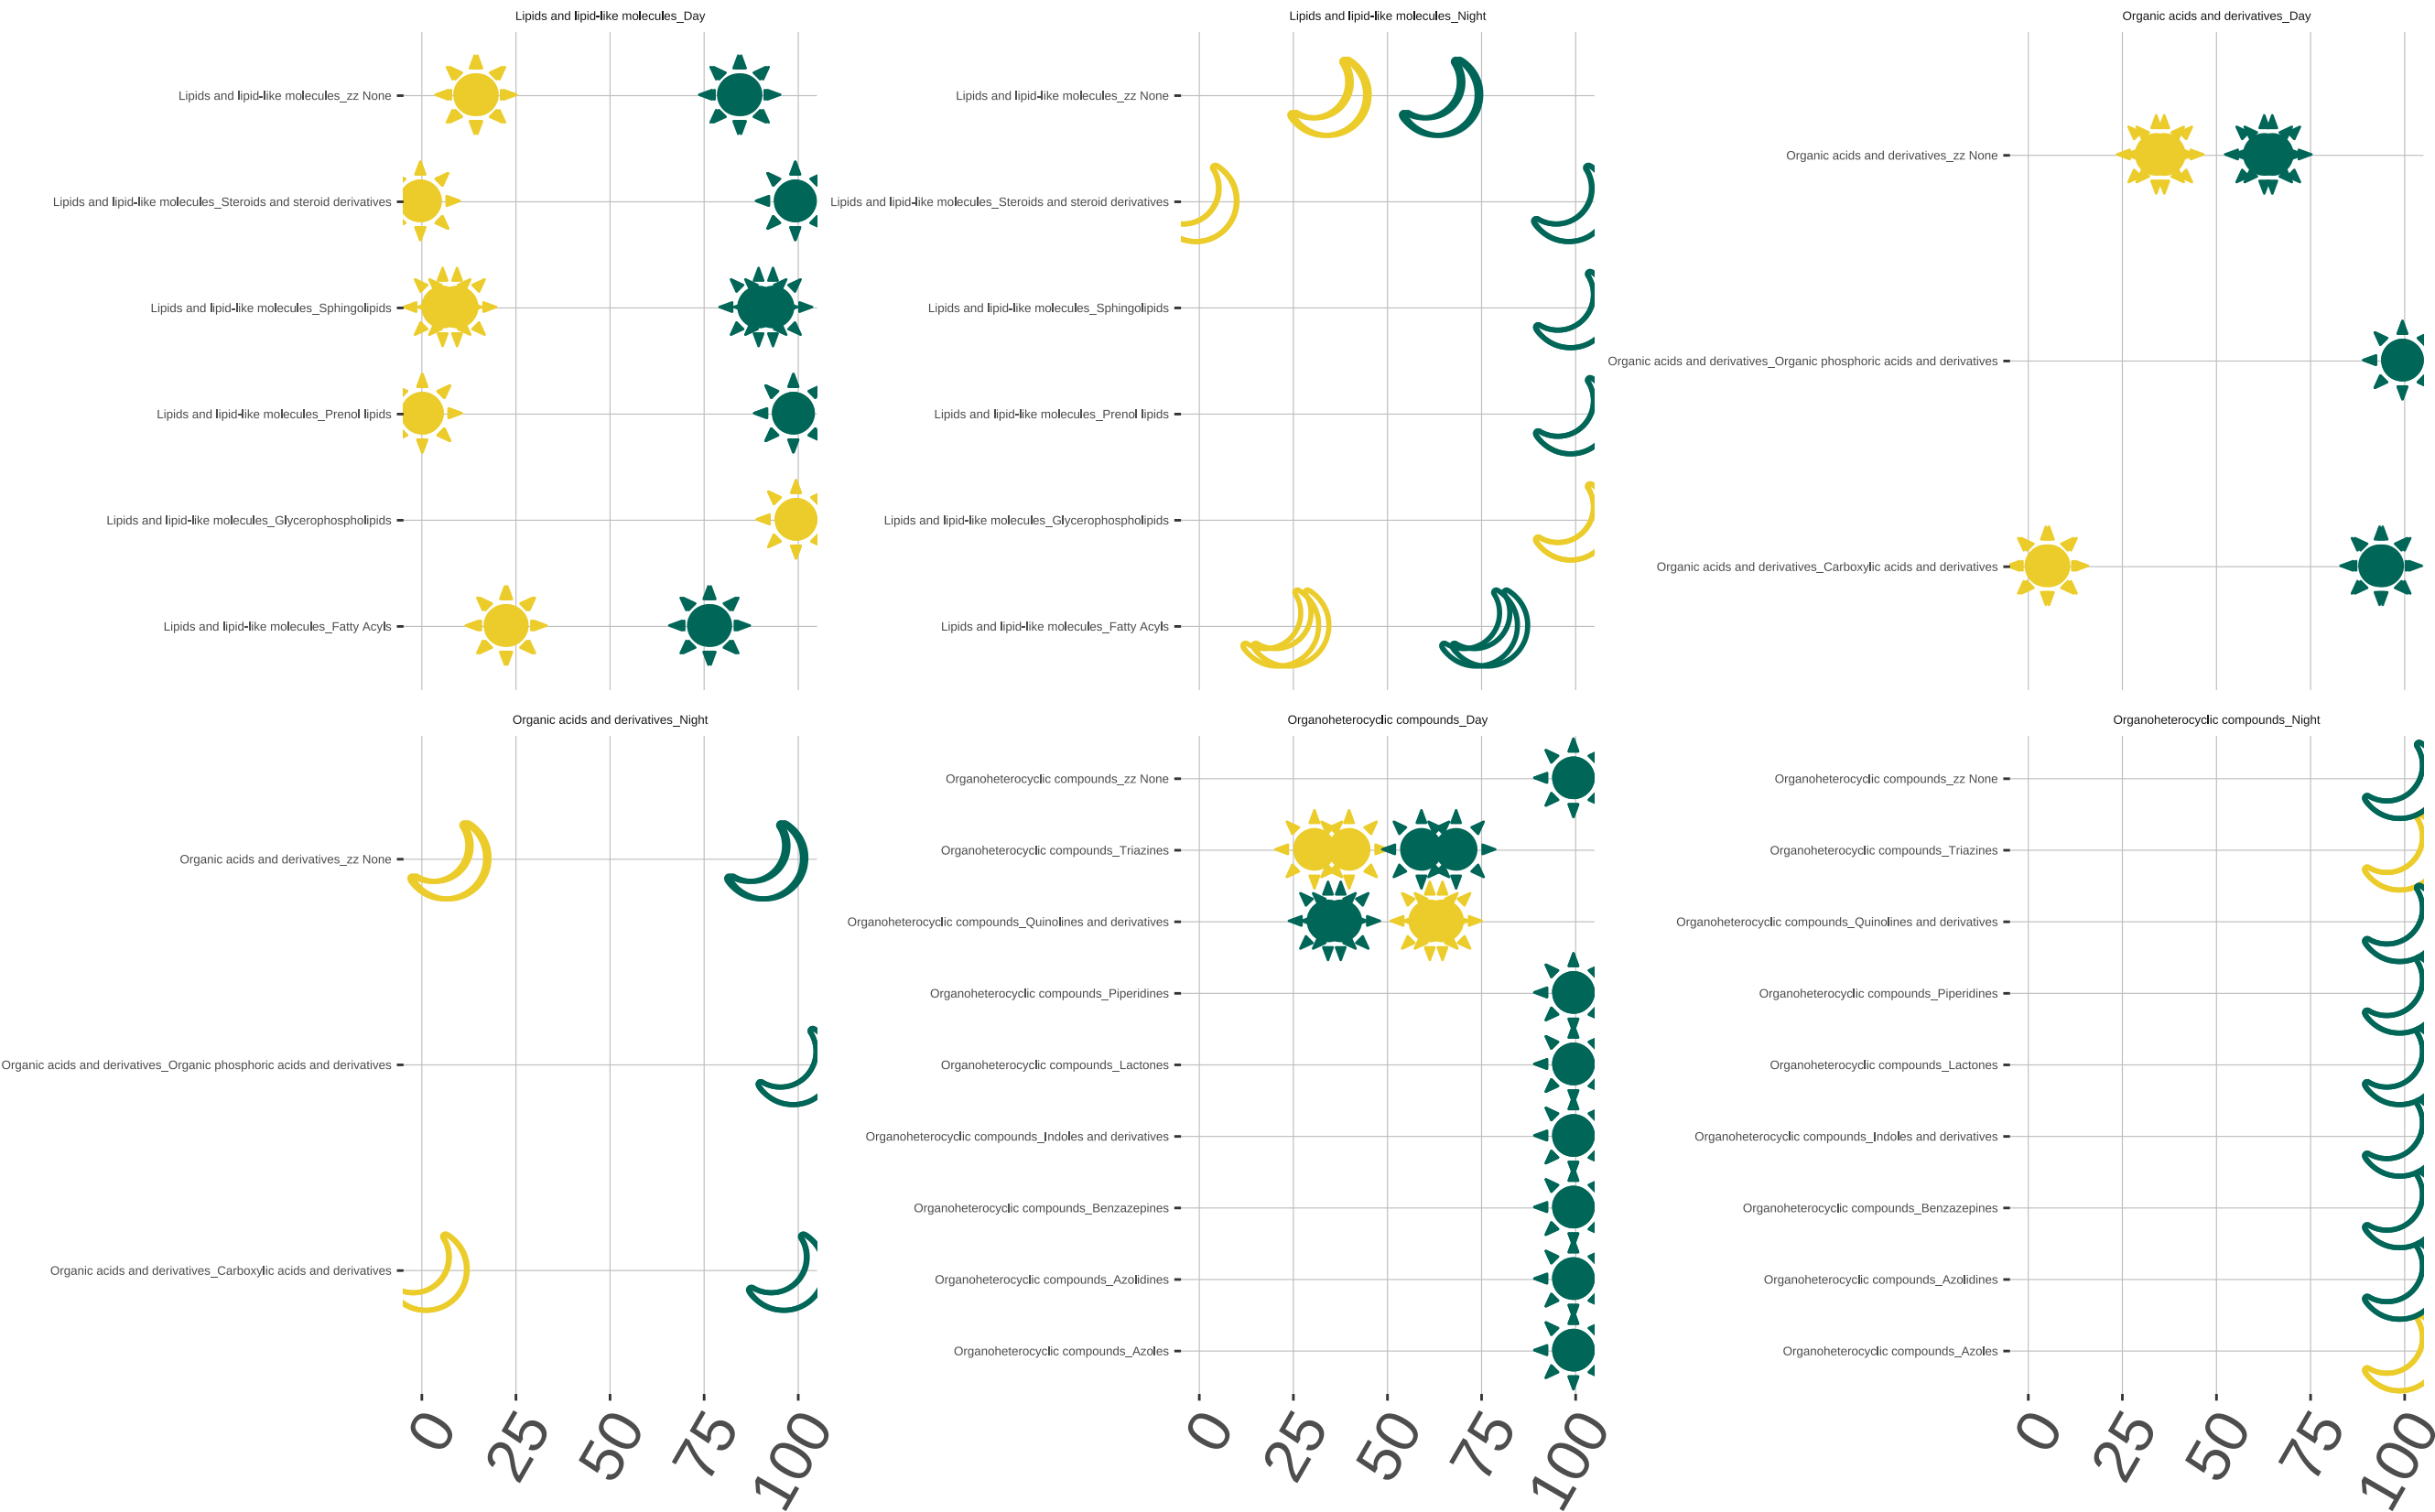 Lipids and lipid-like molecules_Day
Lipids and lipid-like molecules_zz None
Lipids and lipid-like molecules_Steroids and steroid derivatives
Lipids and lipid-like molecules_Sphingolipids
Lipids and lipid-like molecules_Prenol lipids
Lipids and lipid-like molecules_Glycerophospholipids
Lipids and lipid-like molecules_Fatty Acyls
Lipids and lipid-like molecules_Night
Lipids and lipid-like molecules_zz None
Lipids and lipid-like molecules_Steroids and steroid derivatives
Lipids and lipid-like molecules_Sphingolipids
Lipids and lipid-like molecules_Prenol lipids
Lipids and lipid-like molecules_Glycerophospholipids
Lipids and lipid-like molecules_Fatty Acyls
Organic acids and derivatives_Day
Organic acids and derivatives_zz None
Organic acids and derivatives_Organic phosphoric acids and derivatives
Organic acids and derivatives_Carboxylic acids and derivatives
Organic acids and derivatives_Night
Organic acids and derivatives_zz None
Organic acids and derivatives_Organic phosphoric acids and derivatives
Organic acids and derivatives_Carboxylic acids and derivatives
0 25 50 75 100
Organoheterocyclic compounds_Day
Organoheterocyclic compounds_zz None
Organoheterocyclic compounds_Triazines
Organoheterocyclic compounds_Quinolines and derivatives
Organoheterocyclic compounds_Piperidines
Organoheterocyclic compounds_Lactones
Organoheterocyclic compounds_Indoles and derivatives
Organoheterocyclic compounds_Benzazepines
Organoheterocyclic compounds_Azolidines
Organoheterocyclic compounds_Azoles
0 25 50 75 100
Organoheterocyclic compounds_Night
Organoheterocyclic compounds_zz None
Organoheterocyclic compounds_Triazines
Organoheterocyclic compounds_Quinolines and derivatives
Organoheterocyclic compounds_Piperidines
Organoheterocyclic compounds_Lactones
Organoheterocyclic compounds_Indoles and derivatives
Organoheterocyclic compounds_Benzazepines
Organoheterocyclic compounds_Azolidines
Organoheterocyclic compounds_Azoles
0 25 50 75 100